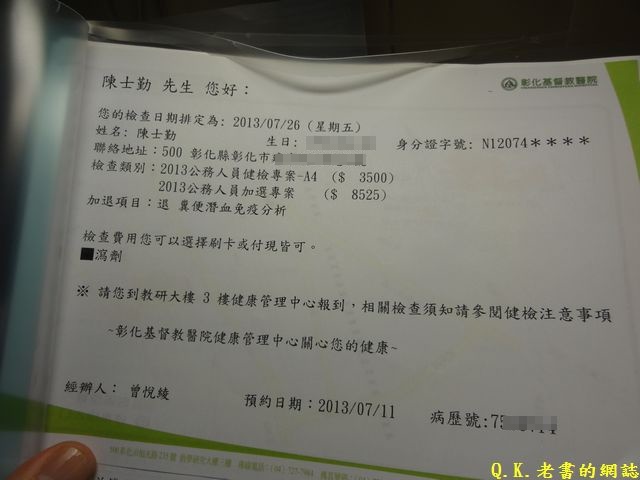 陳士勤 先生 您好：
彰化基督教醫院
您的檢查日期排定為: 2013/07/26 (星期五)
姓名: 陳士勤 生日: 身分證字號: N12074＊＊＊＊
聯絡地址：500 彰化縣彰化市
檢查類別：2013公務人員健檢專案-A4 ($ 3500)
2013公務人員加選專案 ($ 8525)
加退項目：退 糞便潛血免疫分析
檢查費用您可以選擇刷卡或付現皆可。
■瀉劑
※ 請您到教研大樓 3 樓健康管理中心報到，相關檢查須知請參閱健檢注意事項
~彰化基督教醫院健康管理中心關心您的健康~
經辦人： 曾悅綾 預約日期：2013/07/11 病歷號:
Q.K.老書的網誌